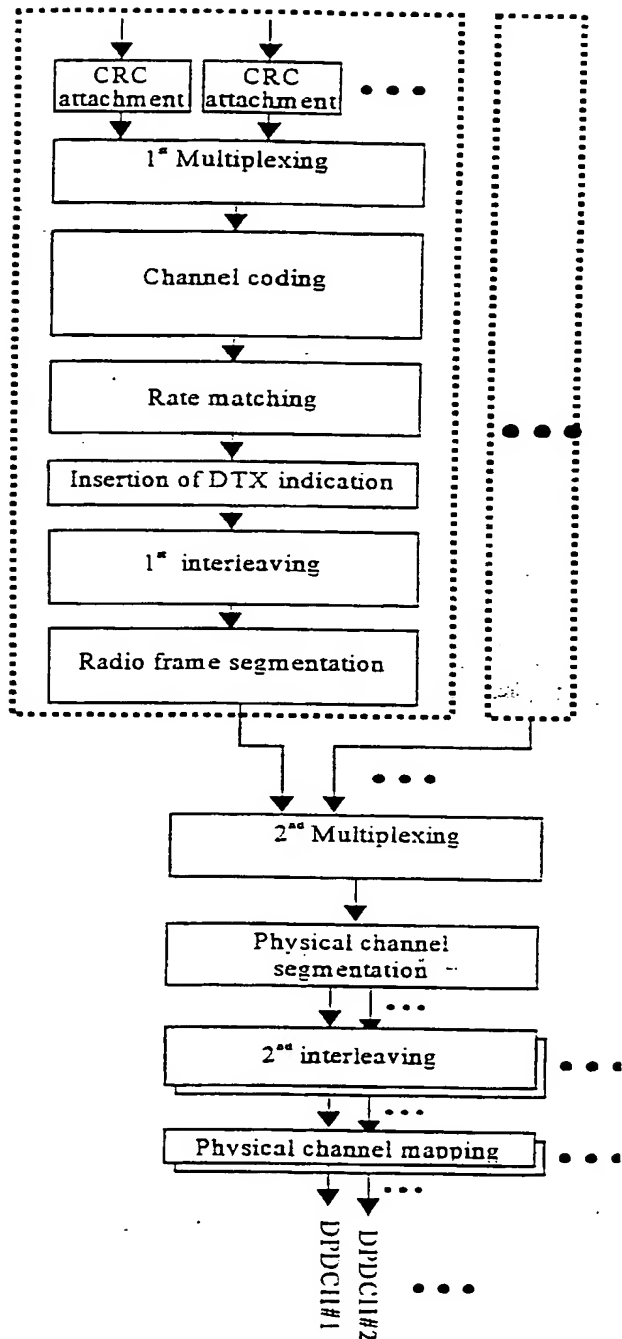 CRC
attachment
CRC
attachment
1st Multiplexing
Channel coding
Rate matching
Insertion of DTX indication
1st interleaving
Radio frame segmentation
2nd Multiplexing
Physical channel
segmentation
2nd interleaving
Physical channel mapping
DPDCH#1
DPDCH#2